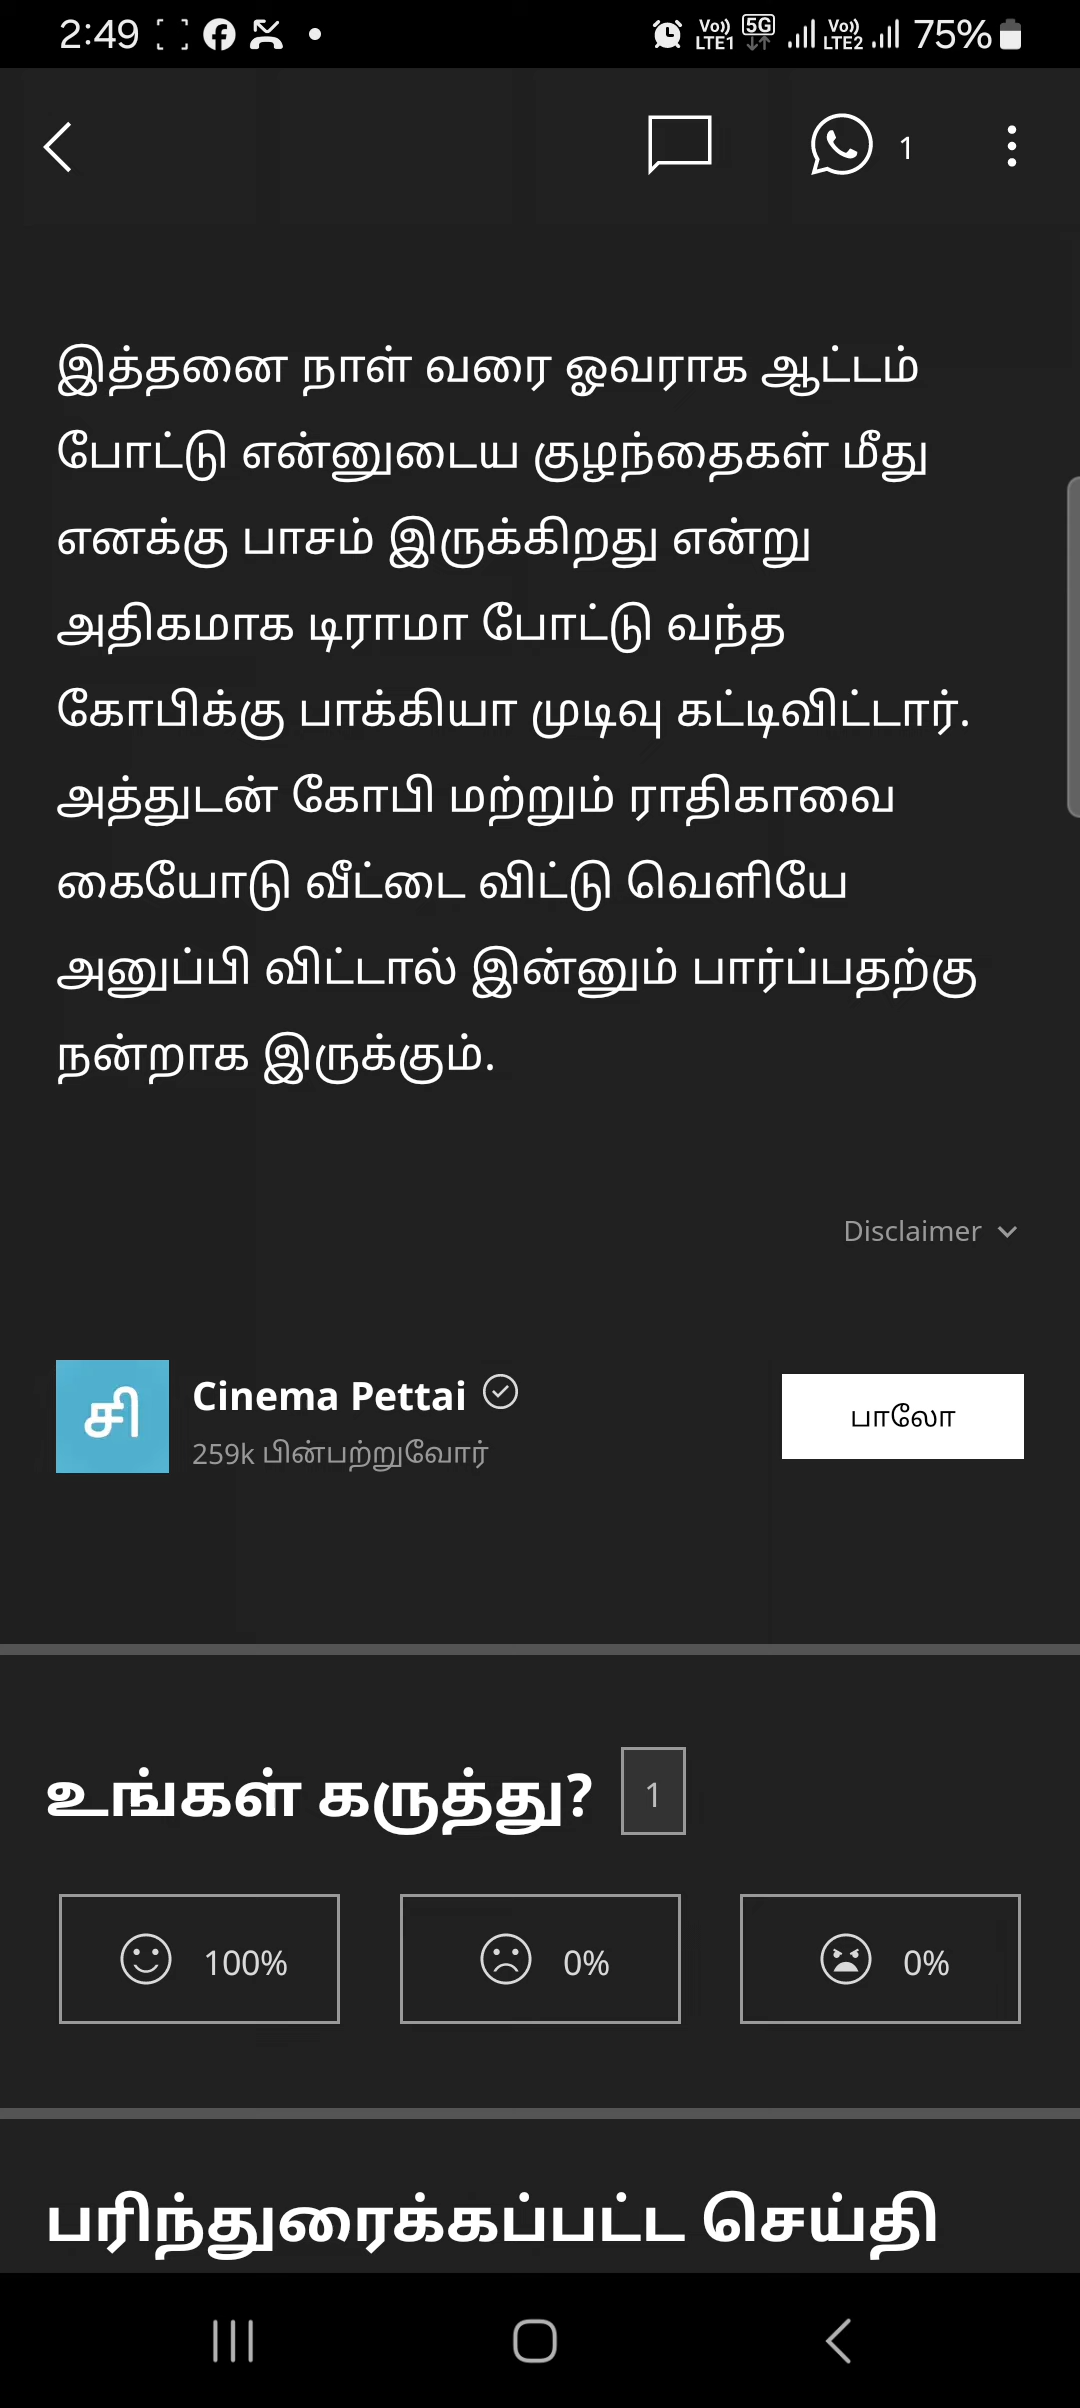 2:49
Vo)) LTE1 5G Vo)) LTE2 75%
1
இத்தனை நாள் வரை ஓவராக ஆட்டம்
போட்டு என்னுடைய குழந்தைகள் மீது
எனக்கு பாசம் இருக்கிறது என்று
அதிகமாக டிராமா போட்டு வந்த
கோபிக்கு பாக்கியா முடிவு கட்டிவிட்டார்.
அத்துடன் கோபி மற்றும் ராதிகாவை
கையோடு வீட்டை விட்டு வெளியே
அனுப்பி விட்டால் இன்னும் பார்ப்பதற்கு
நன்றாக இருக்கும்.
Disclaimer
சி
Cinema Pettai
259k பின்பற்றுவோர்
பாலோ
உங்கள் கருத்து? 1
100% 0% 0%
பரிந்துரைக்கப்பட்ட செய்தி